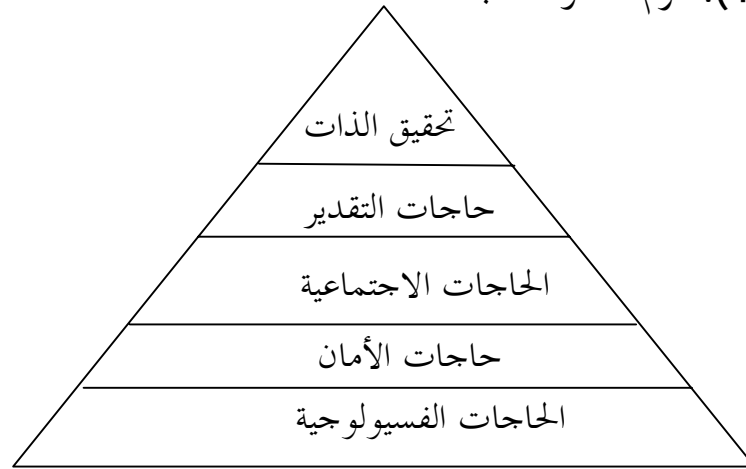 تحقيق الذات
حاجات التقدير
الحاجات الاجتماعية
حاجات الأمان
الحاجات الفسيولوجية